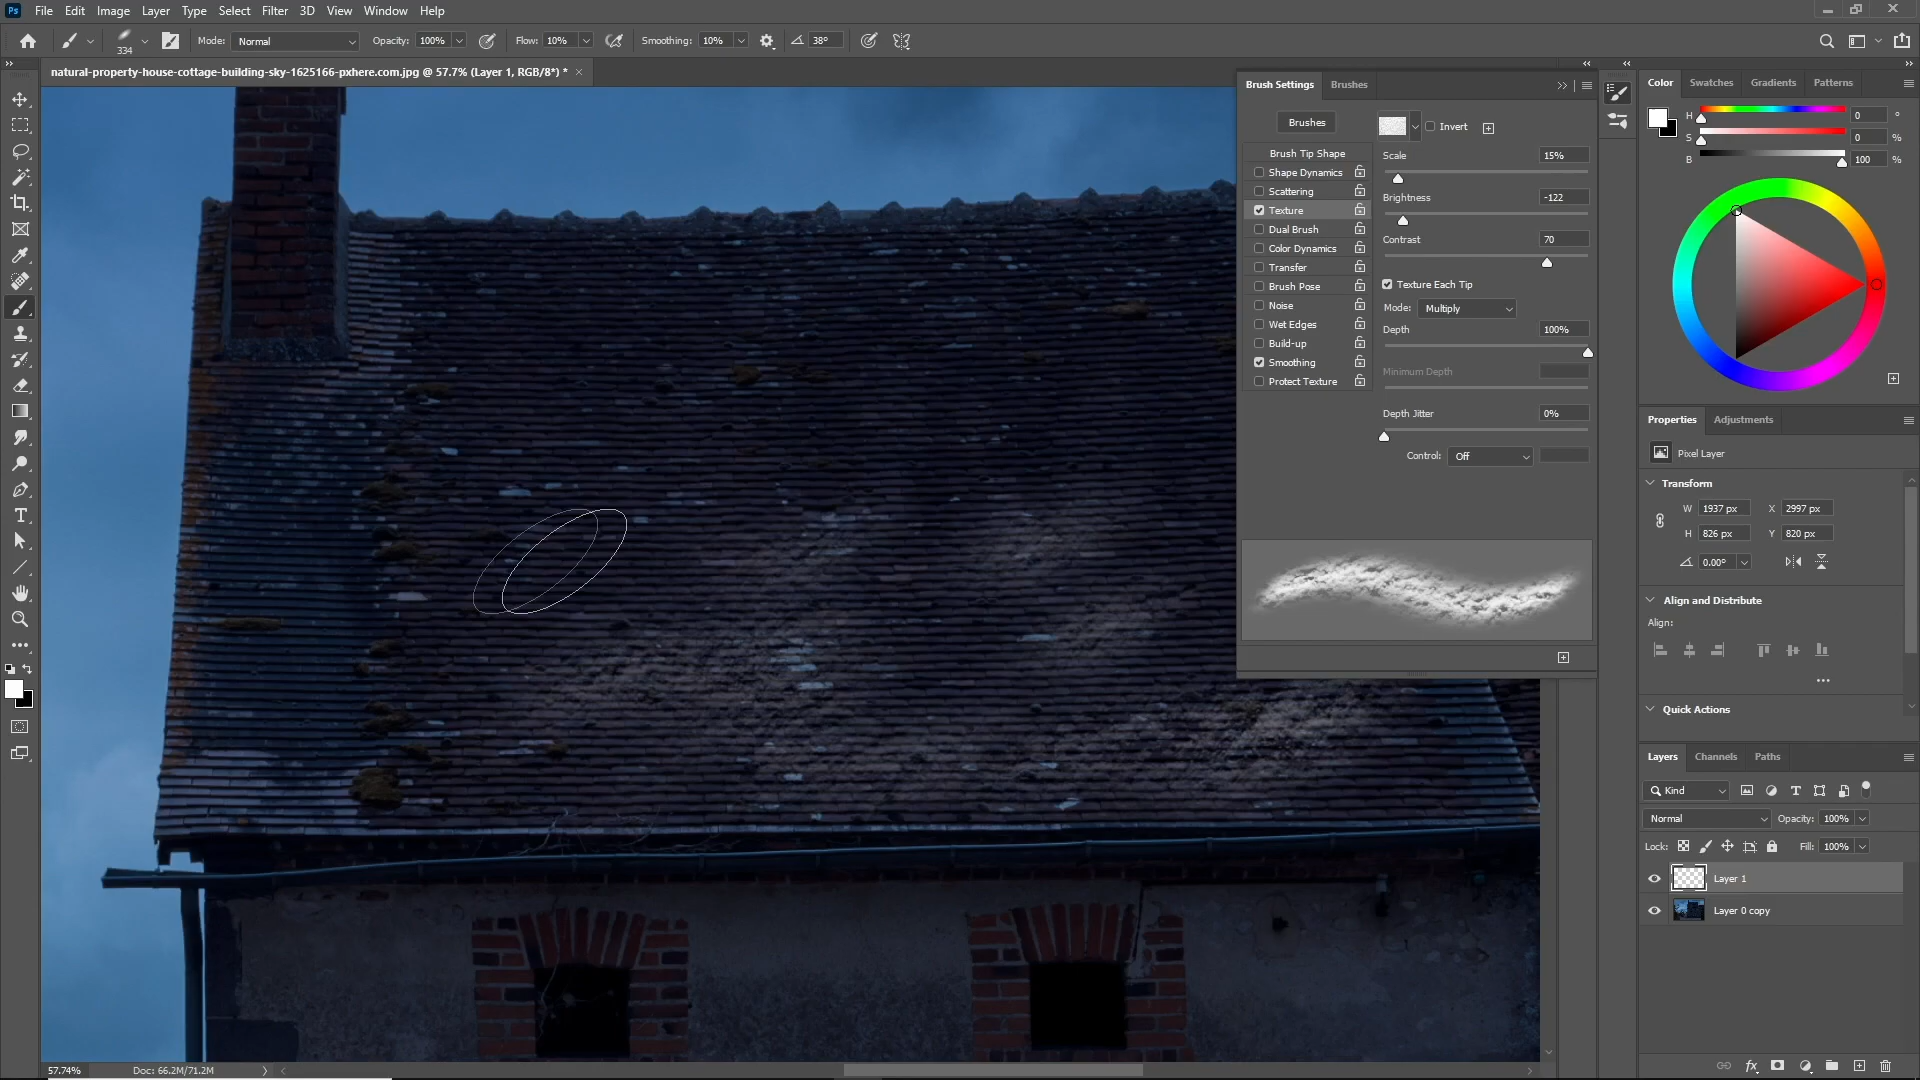 Ps File Edit Image Layer Type Select Filter 3D View Window Help
334 Mode: Normal Opacity: 100% Flow: 10% Smoothing: 10% 38°
natural-property-house-cottage-building-sky-1625166-pxhere.com.jpg @ 57.7% (Layer 1, RGB/8*) * ×
Brush Settings Brushes
Brushes
Invert
Brush Tip Shape
Shape Dynamics
Scattering
Texture
Dual Brush
Color Dynamics
Transfer
Brush Pose
Noise
Wet Edges
Build-up
Smoothing
Protect Texture
Scale 15%
Brightness -122
Contrast 70
Texture Each Tip
Mode: Multiply
Depth 100%
Minimum Depth
Depth Jitter 0%
Control: Off
Color Swatches Gradients Patterns
H 0 °
S 0 %
B 100 %
Properties Adjustments
Pixel Layer
Transform
W 1937 px X 2997 px
H 826 px Y 820 px
0.00°
Align and Distribute
Align:
Quick Actions
Layers Channels Paths
Kind
Normal Opacity: 100%
Lock: Fill: 100%
Layer 1
Layer 0 copy
fx
57.74% Doc: 66.2M/71.2M